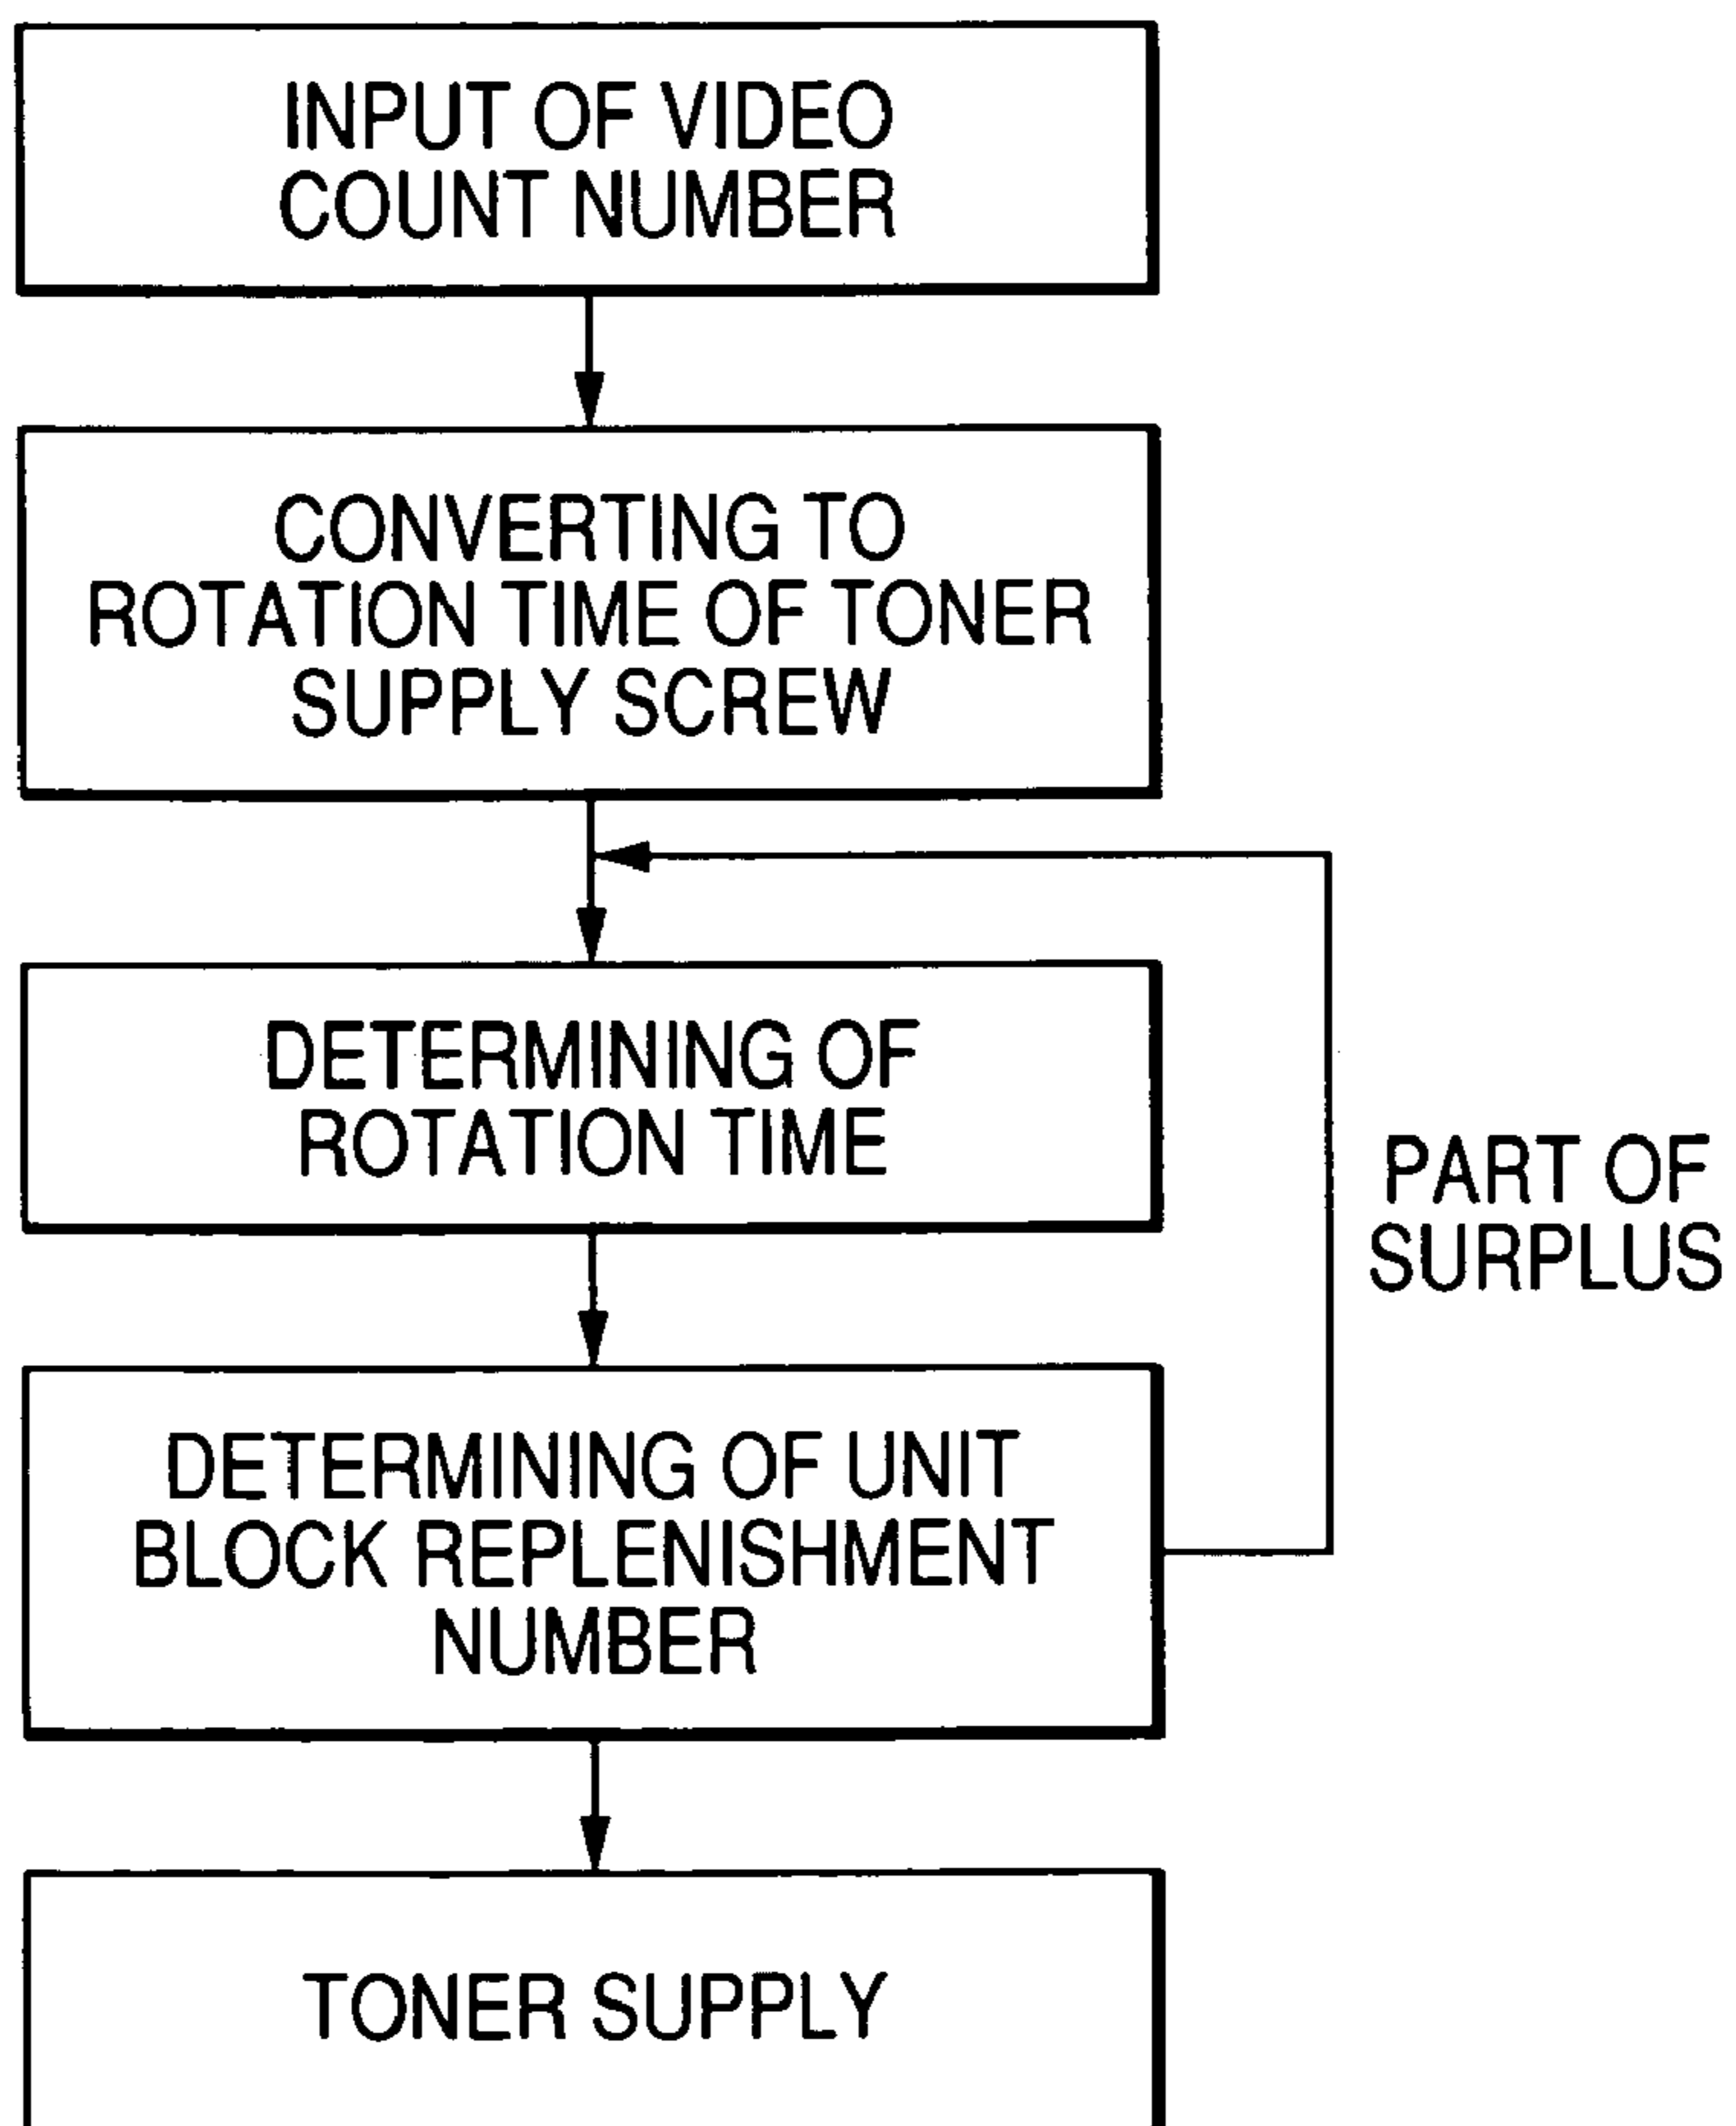 INPUT OF VIDEO
COUNT NUMBER
CONVERTING TO
ROTATION TIME OF TONER
SUPPLY SCREW
DETERMINING OF
ROTATION TIME
PART OF
SURPLUS
DETERMINING OF UNIT
BLOCK REPLENISHMENT
NUMBER
TONER SUPPLY